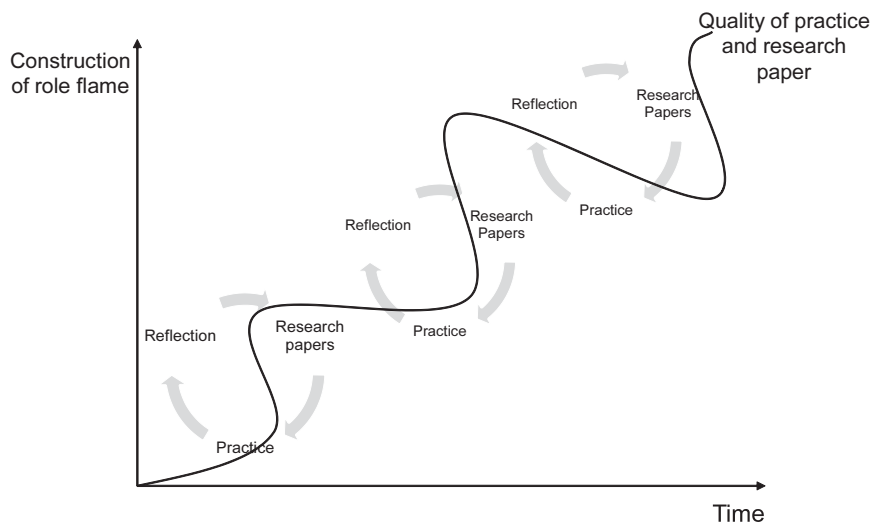 Quality of practice
and research
paper
Construction
of role flame
Reflection
Research
Papers
Practice
Reflection
Research
Papers
Practice
Reflection
Research
papers
Practice
Time